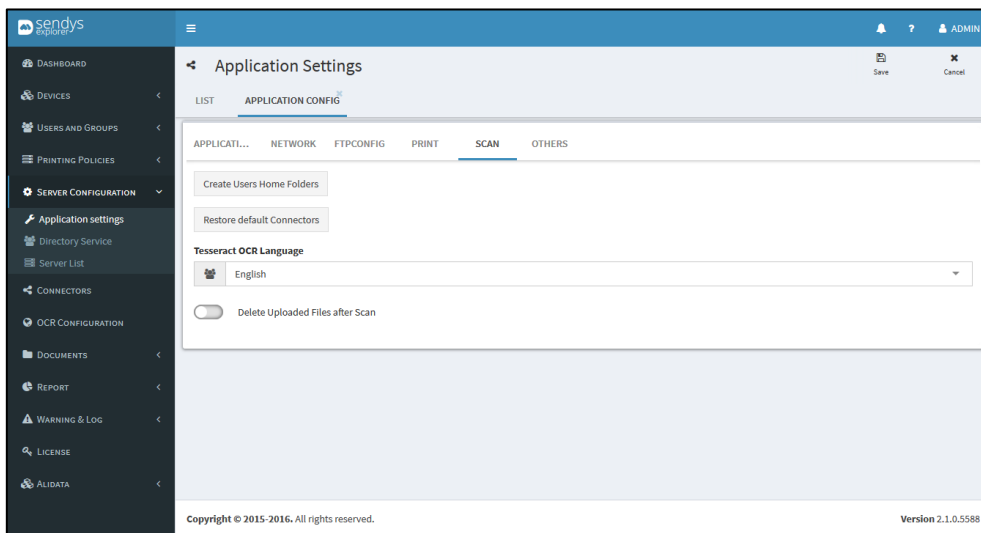 sendys
explorer
ADMIN
? 
DASHBOARD
DEVICES
USERS AND GROUPS
PRINTING POLICIES
SERVER CONFIGURATION
Application settings
Directory Service
Server List
CONNECTORS
OCR CONFIGURATION
DOCUMENTS
REPORT
WARNING & LOG
LICENSE
ALIDATA
Application Settings
Save
Cancel
LIST APPLICATION CONFIG
APPLICATI... NETWORK FTPCONFIG PRINT SCAN OTHERS
Create Users Home Folders
Restore default Connectors
Tesseract OCR Language
English
Delete Uploaded Files after Scan
Copyright © 2015-2016. All rights reserved.
Version 2.1.0.5588